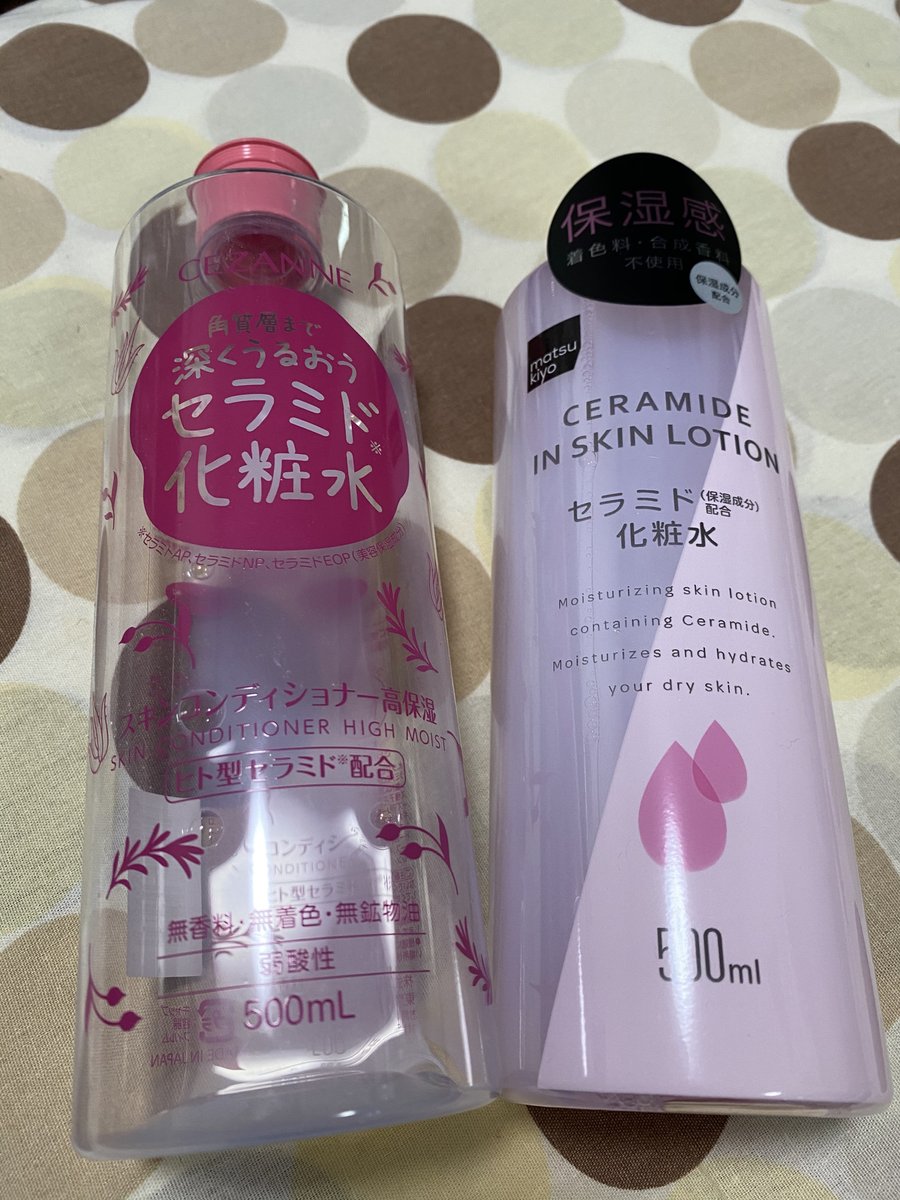 CEZANNE
角質層まで
深くうるおう
セラミド※
化粧水
※セラミドAP、セラミドNP、セラミドEOP(美容保湿成分)
スキンコンディショナー高保湿
SKIN CONDITIONER HIGH MOIST
ヒト型セラミド※配合
無香料・無着色・無鉱物油
弱酸性
500mL
MADE IN JAPAN
保湿感
着色料・合成香料
不使用
保湿成分
配合
matsu
kiyo
CERAMIDE
IN SKIN LOTION
セラミド(保湿成分)配合
化粧水
Moisturizing skin lotion
containing Ceramide.
Moisturizes and hydrates
your dry skin.
500ml